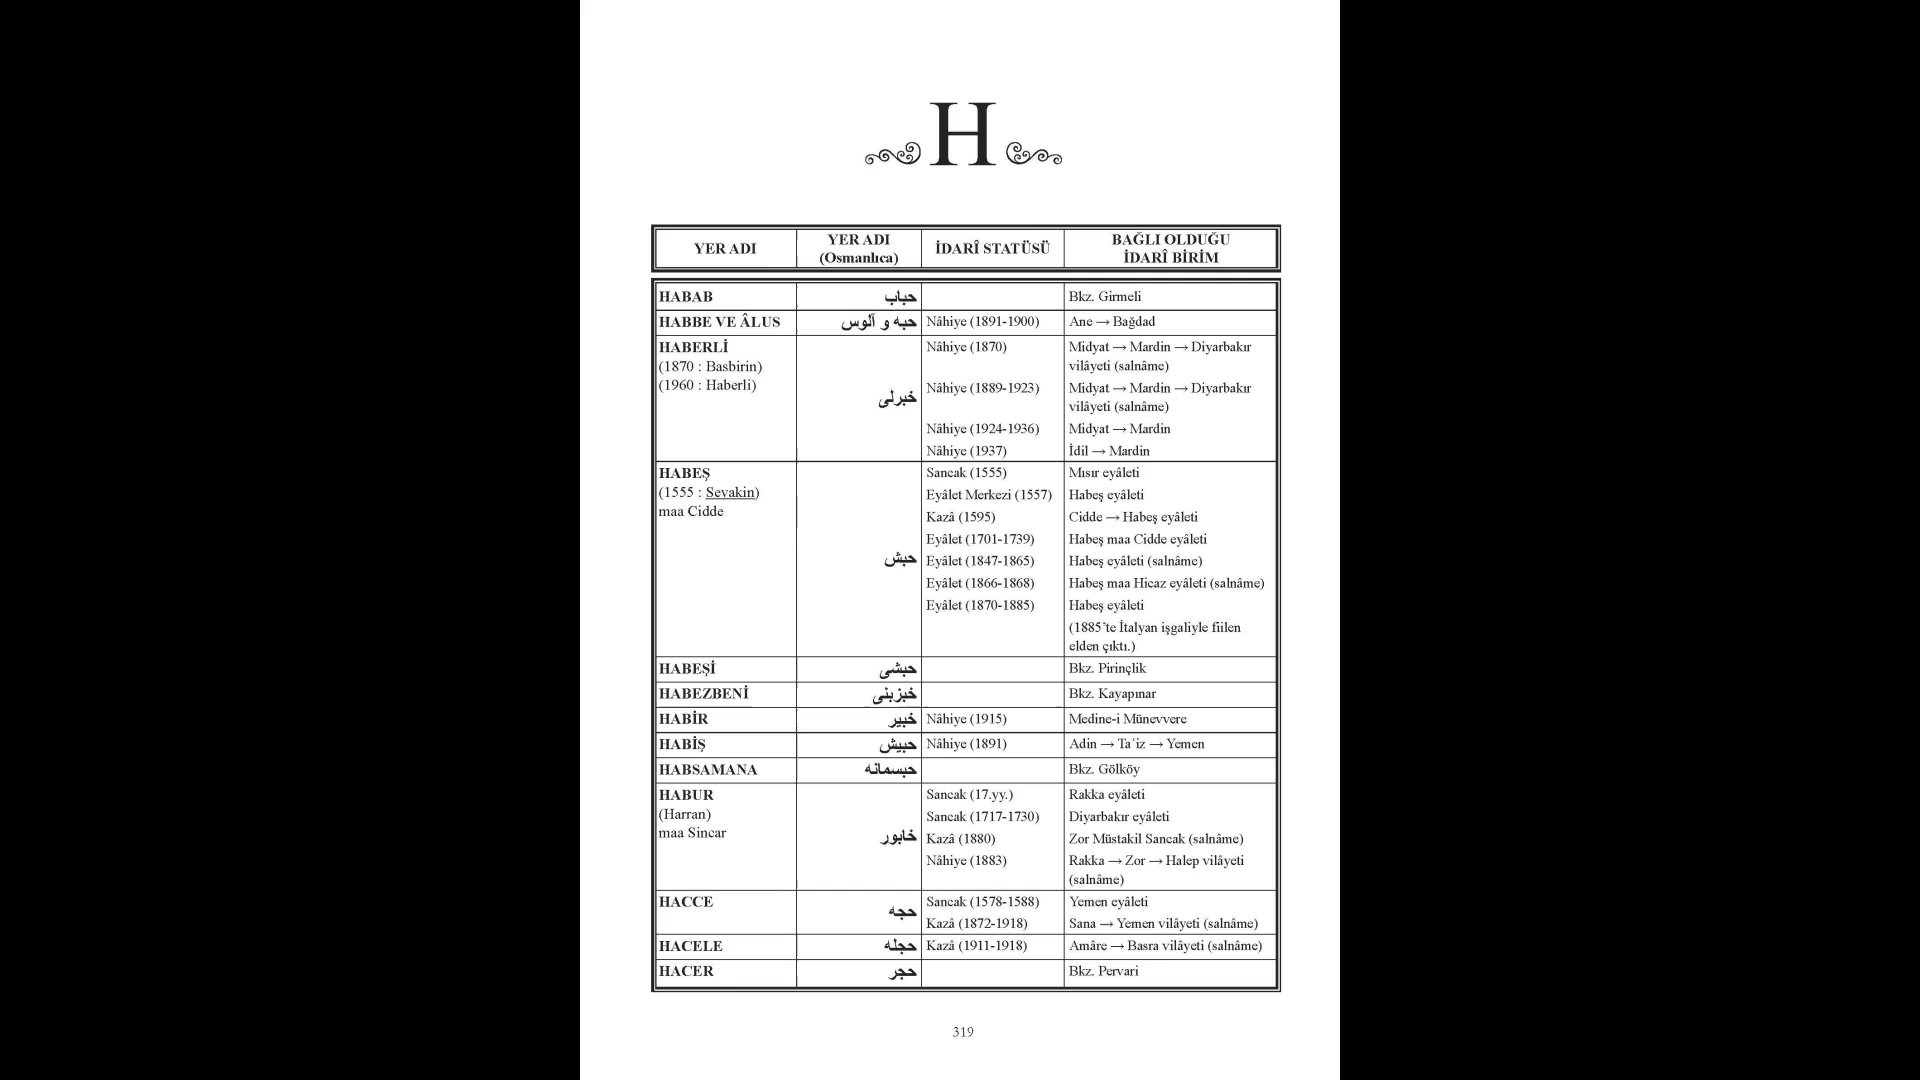 H
YER ADI
YER ADI
(Osmanlıca)
İDARÎ STATÜSÜ
BAĞLI OLDUĞU
İDARÎ BİRİM
HABAB حباب Bkz. Girmeli
HABBE VE ÂLUS حبه و آلوس Nâhiye (1891-1900) Ane → Bağdad
HABERLİ Nâhiye (1870) Midyat → Mardin → Diyarbakır
(1870 : Basbirin) vilâyeti (salnâme)
(1960 : Haberli) خبرلی Nâhiye (1889-1923) Midyat → Mardin → Diyarbakır
vilâyeti (salnâme)
Nâhiye (1924-1936) Midyat → Mardin
Nâhiye (1937) İdil → Mardin
HABEŞ Sancak (1555) Mısır eyâleti
(1555 : Sevakin) Eyâlet Merkezi (1557) Habeş eyâleti
maa Cidde Kazâ (1595) Cidde → Habeş eyâleti
Eyâlet (1701-1739) Habeş maa Cidde eyâleti
حبش Eyâlet (1847-1865) Habeş eyâleti (salnâme)
Eyâlet (1866-1868) Habeş maa Hicaz eyâleti (salnâme)
Eyâlet (1870-1885) Habeş eyâleti
(1885’te İtalyan işgaliyle fiilen
elden çıktı.)
HABEŞİ حبشی Bkz. Pirinçlik
HABEZBENİ خبزبنی Bkz. Kayapınar
HABİR خبیر Nâhiye (1915) Medine-i Münevvere
HABİŞ حبیش Nâhiye (1891) Adin → Ta῾iz → Yemen
HABSAMANA حبسمانه Bkz. Gölköy
HABUR Sancak (17.yy.) Rakka eyâleti
(Harran) Sancak (1717-1730) Diyarbakır eyâleti
maa Sincar خابور Kazâ (1880) Zor Müstakil Sancak (salnâme)
Nâhiye (1883) Rakka → Zor → Halep vilâyeti
(salnâme)
HACCE حجه Sancak (1578-1588) Yemen eyâleti
Kazâ (1872-1918) Sana → Yemen vilâyeti (salnâme)
HACELE حجله Kazâ (1911-1918) Amâre → Basra vilâyeti (salnâme)
HACER حجر Bkz. Pervari
319